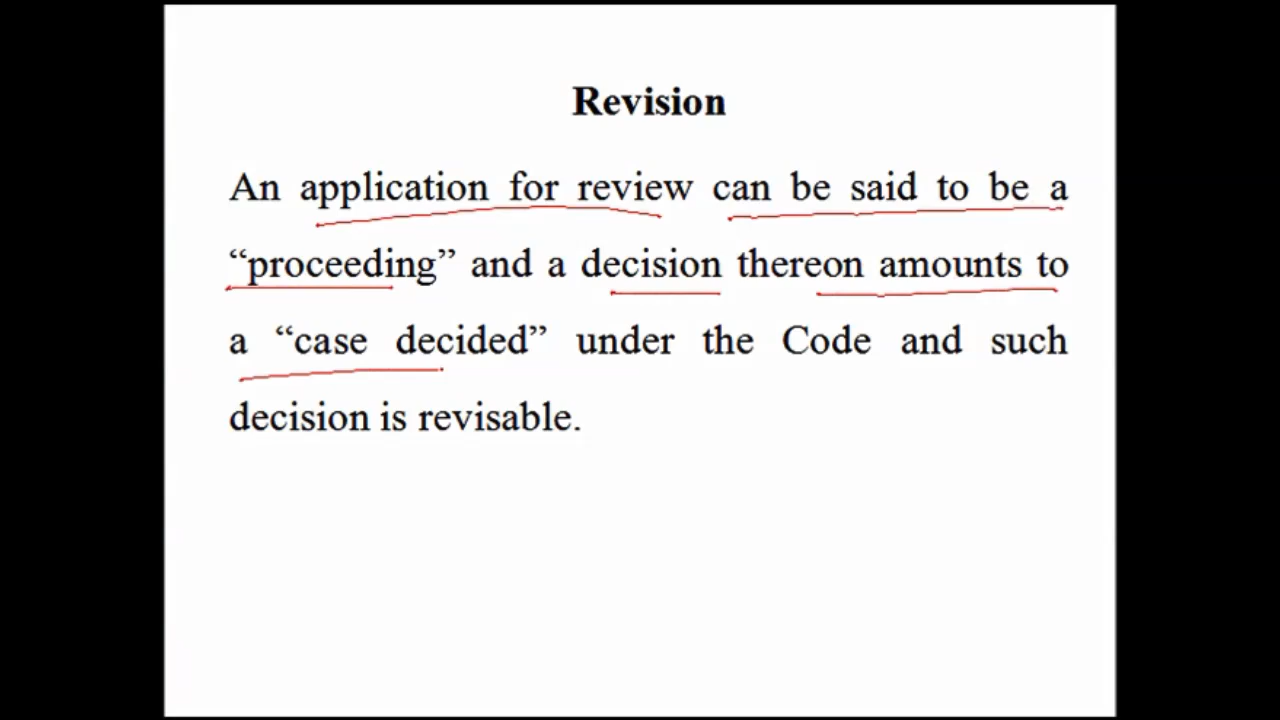 Revision
An application for review can be said to be a
“proceeding” and a decision thereon amounts to
a “case decided” under the Code and such
decision is revisable.